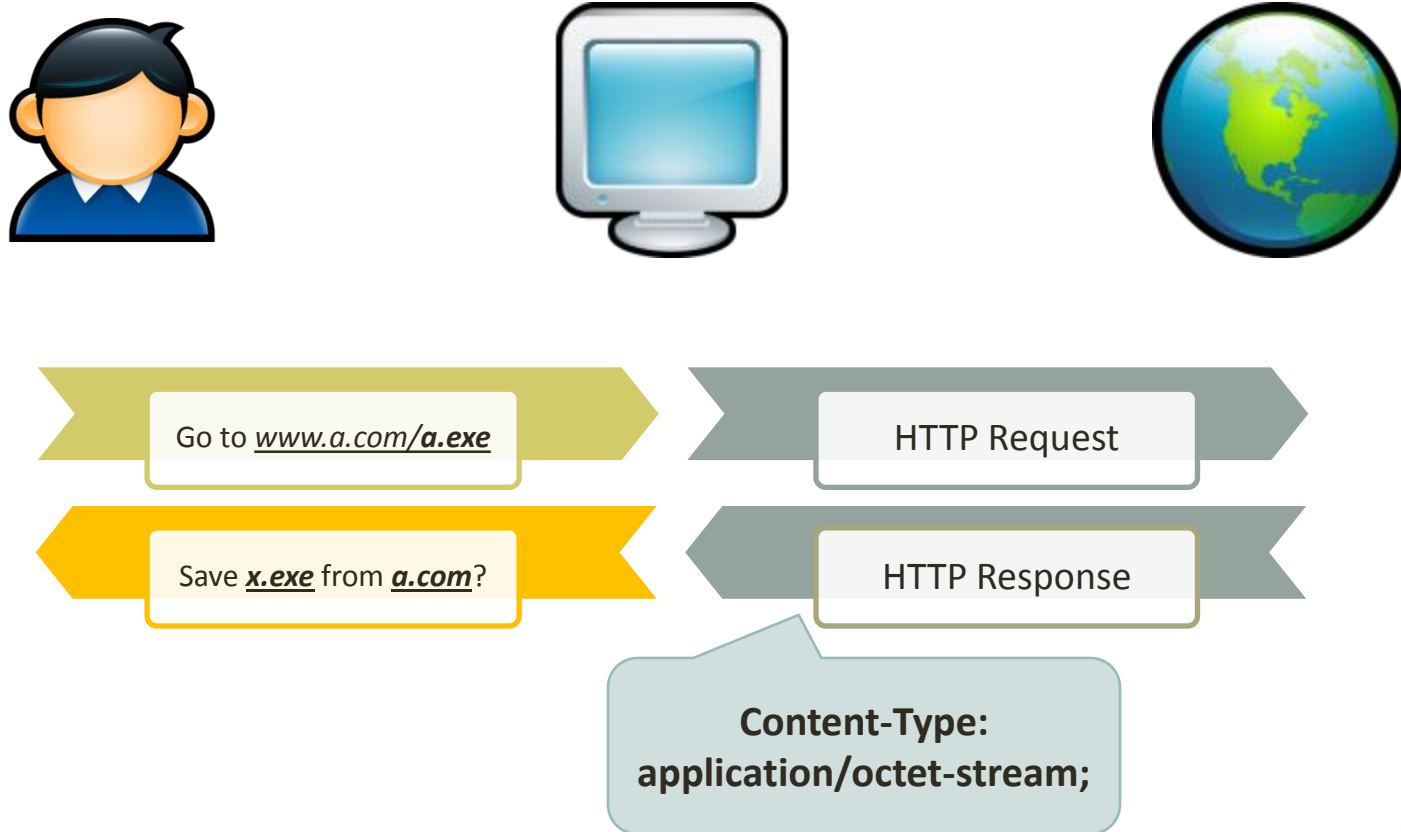 Go to www.a.com/a.exe
HTTP Request
Save x.exe from a.com?
HTTP Response
Content-Type:
application/octet-stream;